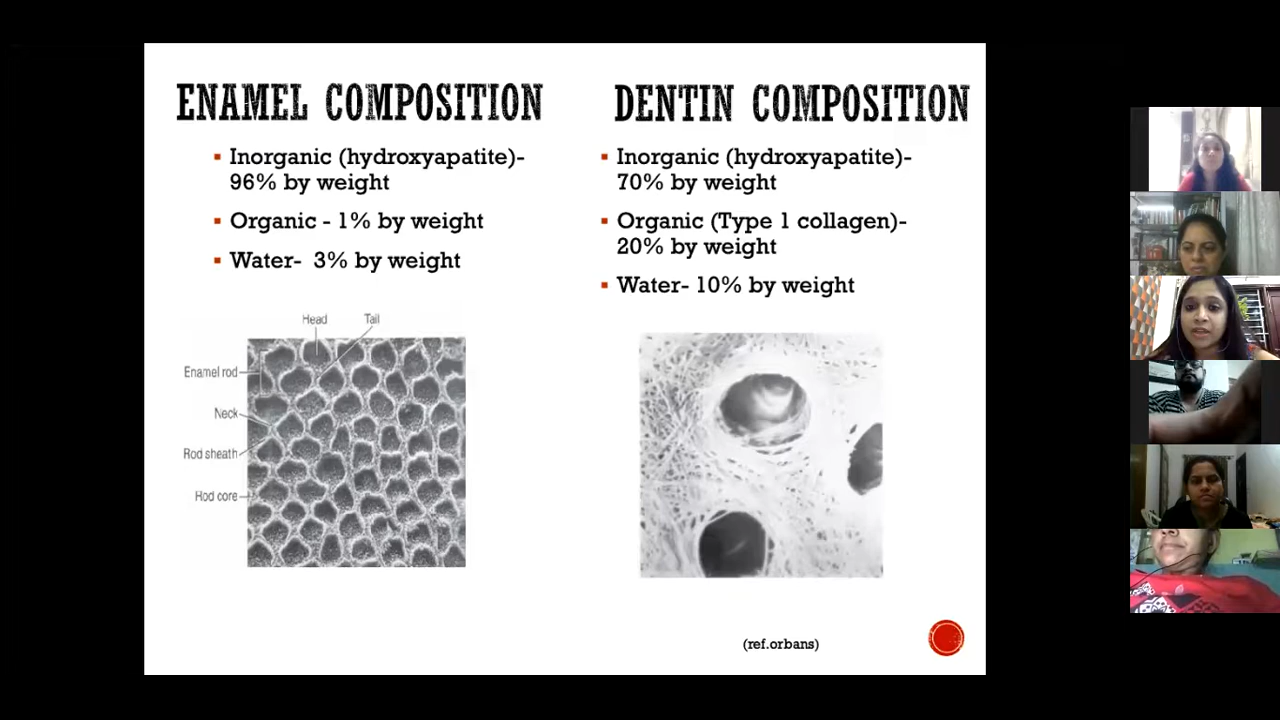 ENAMEL COMPOSITION
▪ Inorganic (hydroxyapatite)-
96% by weight
▪ Organic - 1% by weight
▪ Water-  3% by weight
Head
Tail
Enamel rod
Neck
Rod sheath
Rod core
DENTIN COMPOSITION
▪ Inorganic (hydroxyapatite)-
70% by weight
▪ Organic (Type 1 collagen)-
20% by weight
▪ Water- 10% by weight
(ref.orbans)